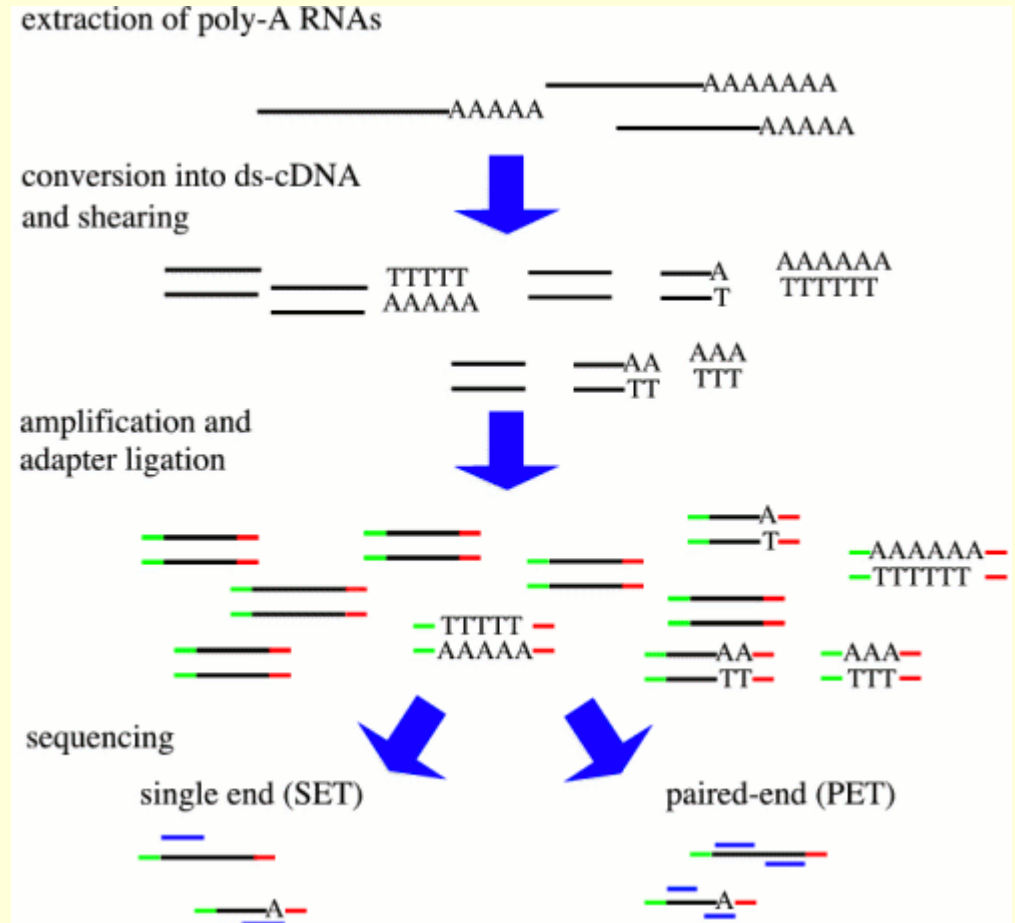 extraction of poly-A RNAs
AAAAAAA
AAAAA
AAAAA
conversion into ds-cDNA
and shearing
TTTTT
AAAAA
A
T
AAAAAA
TTTTTT
AA
TT
AAA
TTT
amplification and
adapter ligation
A
T
AAAAAA
TTTTTT
TTTTT
AAAAA
AA
TT
AAA
TTT
sequencing
single end (SET)
paired-end (PET)
A
A